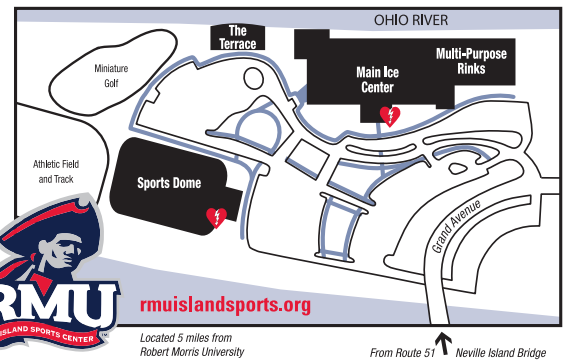 OHIO RIVER
The
Terrace
Miniature
Golf
Main Ice
Center
Multi-Purpose
Rinks
Athletic Field
and Track
Sports Dome
Grand Avenue
RMU
ISLAND SPORTS CENTER
TM
rmuislandsports.org
Located 5 miles from
Robert Morris University
From Route 51
Neville Island Bridge